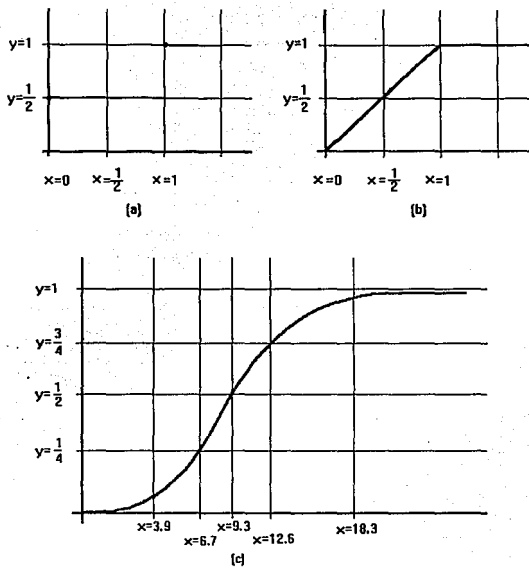 y=1
y=1/2
x=0 x=1/2 x=1
(a)
y=1
y=1/2
x=0 x=1/2 x=1
(b)
y=1
y=3/4
y=1/2
y=1/4
x=3.9 x=9.3 x=18.3
x=6.7 x=12.6
(c)